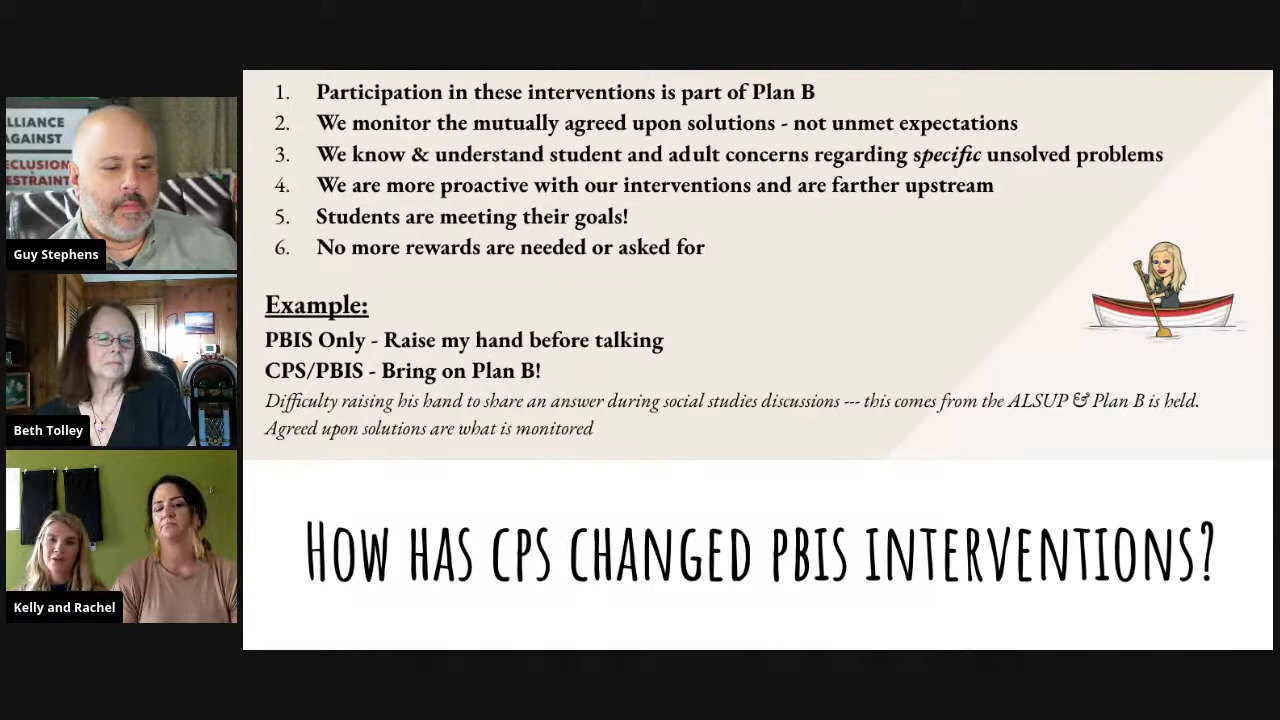 LLIANCE
AGAINST
ECLUSION
ESTRAINT
Guy Stephens
Beth Tolley
Kelly and Rachel
1. Participation in these interventions is part of Plan B
2. We monitor the mutually agreed upon solutions - not unmet expectations
3. We know & understand student and adult concerns regarding specific unsolved problems
4. We are more proactive with our interventions and are farther upstream
5. Students are meeting their goals!
6. No more rewards are needed or asked for
Example:
PBIS Only - Raise my hand before talking
CPS/PBIS - Bring on Plan B!
Difficulty raising his hand to share an answer during social studies discussions --- this comes from the ALSUP & Plan B is held.
Agreed upon solutions are what is monitored
How has cps changed pbis interventions?